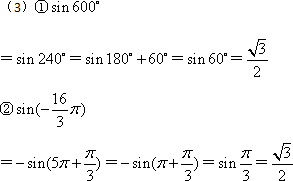 （3）①sin 600°
＝sin 240°＝sin 180°＋60°＝sin 60°＝√3/2
②sin(−16/3 π)
＝−sin(5π＋π/3)＝−sin(π＋π/3)＝sin π/3＝√3/2